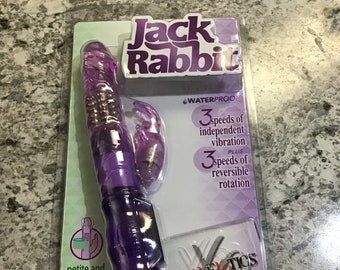 Jack
Rabbit
WATERPROOF
3 speeds of
independent
vibration
PLUS
3 speeds of
reversible
rotation
petite and